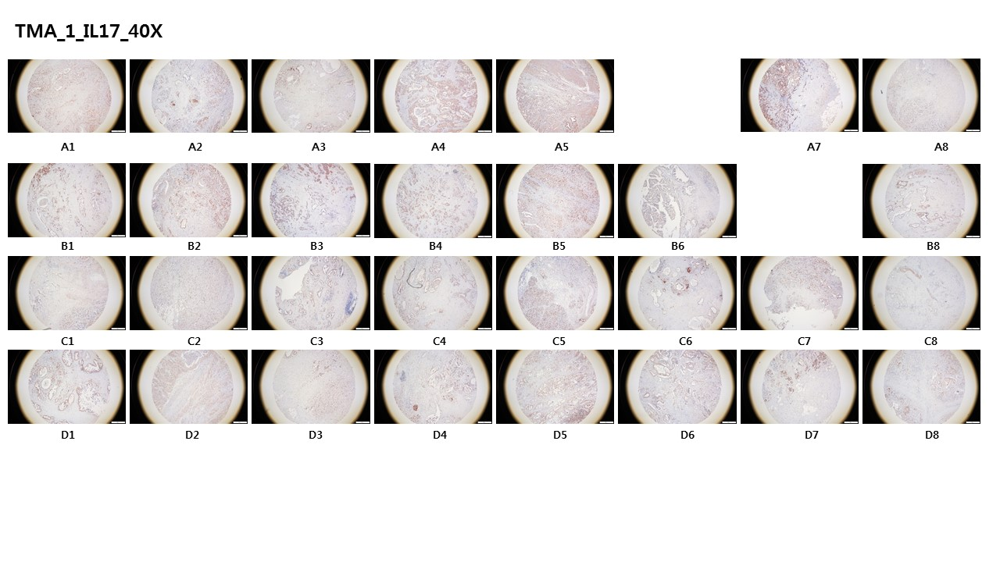 TMA_1_IL17_40X
A1 A2 A3 A4 A5 A7 A8
B1 B2 B3 B4 B5 B6 B8
C1 C2 C3 C4 C5 C6 C7 C8
D1 D2 D3 D4 D5 D6 D7 D8